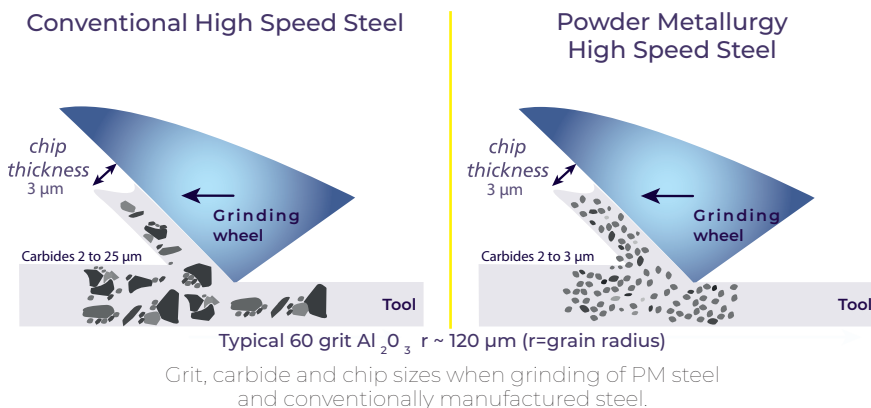 Conventional High Speed Steel
chip
thickness
3 µm
Grinding
wheel
Carbides 2 to 25 µm
Tool
Powder Metallurgy
High Speed Steel
chip
thickness
3 µm
Grinding
wheel
Carbides 2 to 3 µm
Tool
Typical 60 grit Al₂O₃ r ~ 120 µm (r=grain radius)
Grit, carbide and chip sizes when grinding of PM steel
and conventionally manufactured steel.